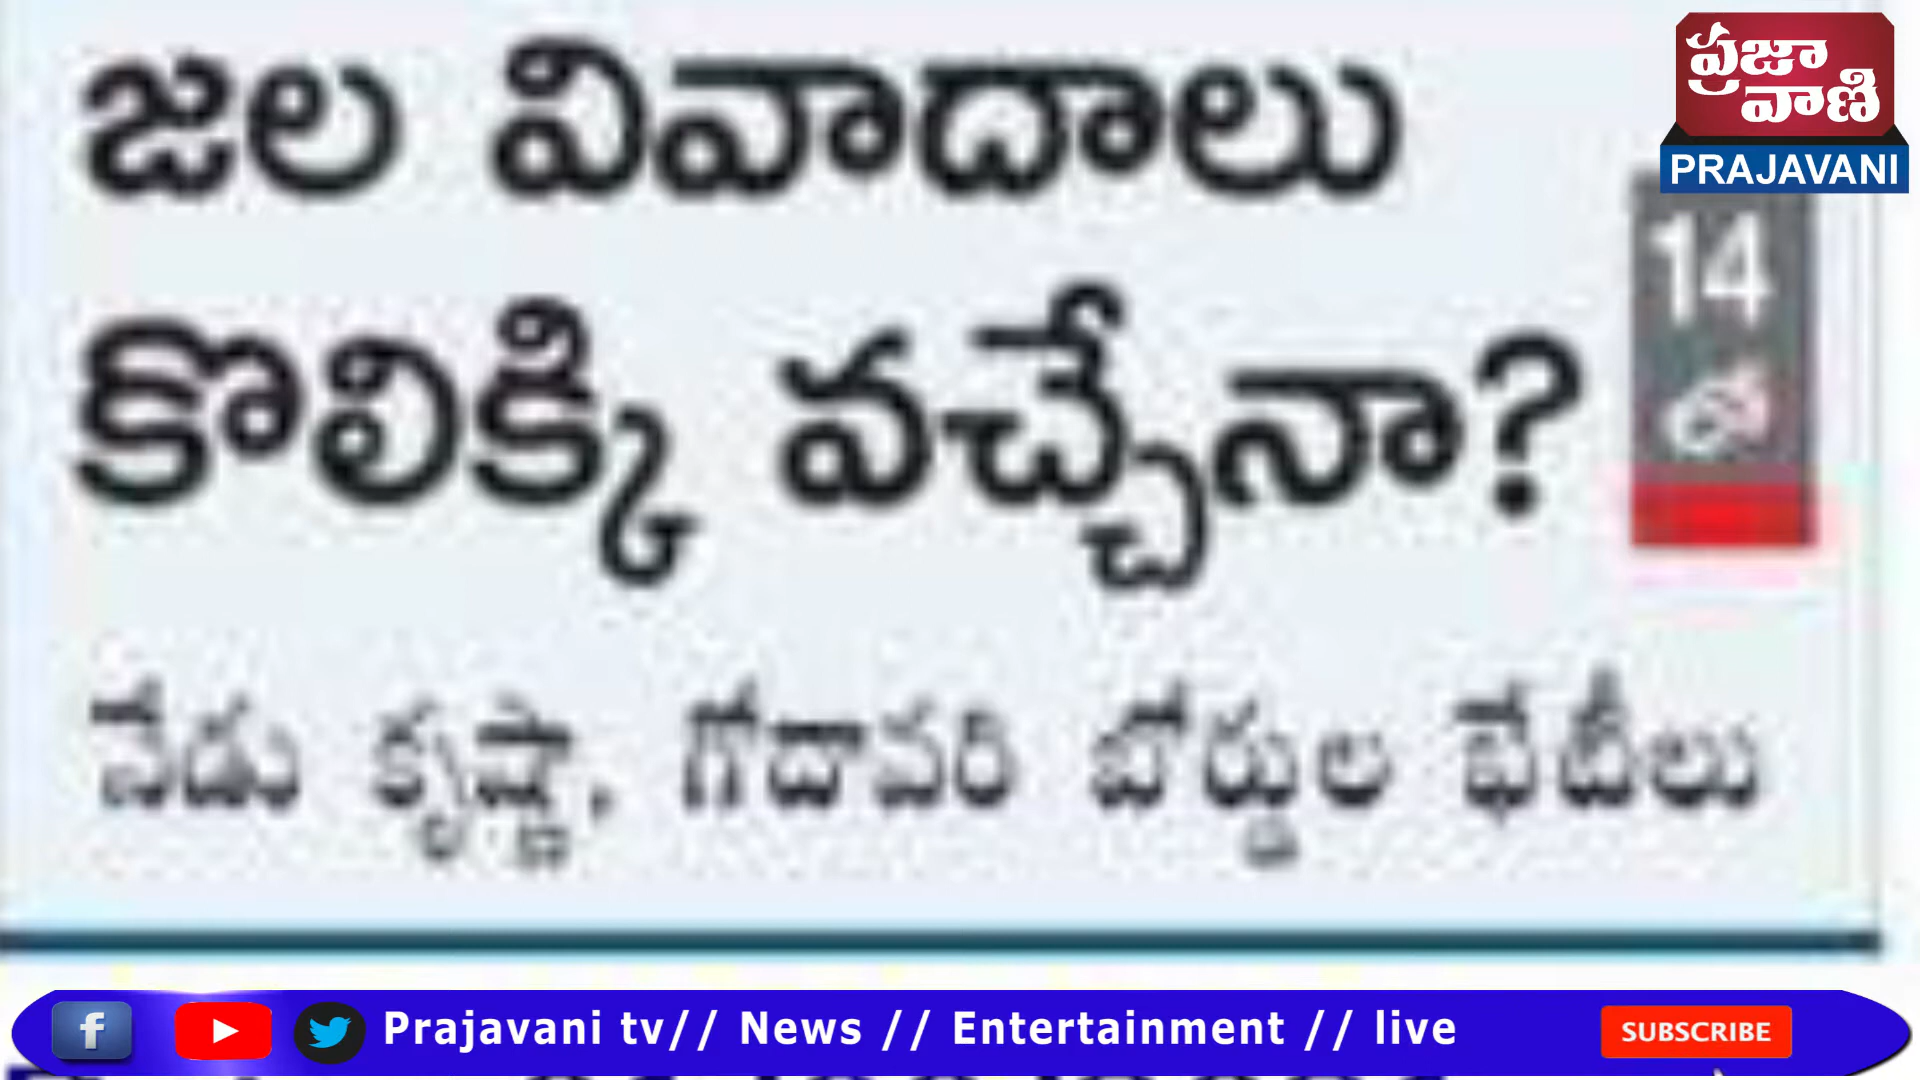 జల వివాదాలు
కొలిక్కి వచ్చేనా?
14
లో
నేడు కృష్ణా, గోదావరి బోర్డుల భేటీలు
ప్రజా
వాణి
PRAJAVANI
Prajavani tv// News // Entertainment // live
SUBSCRIBE